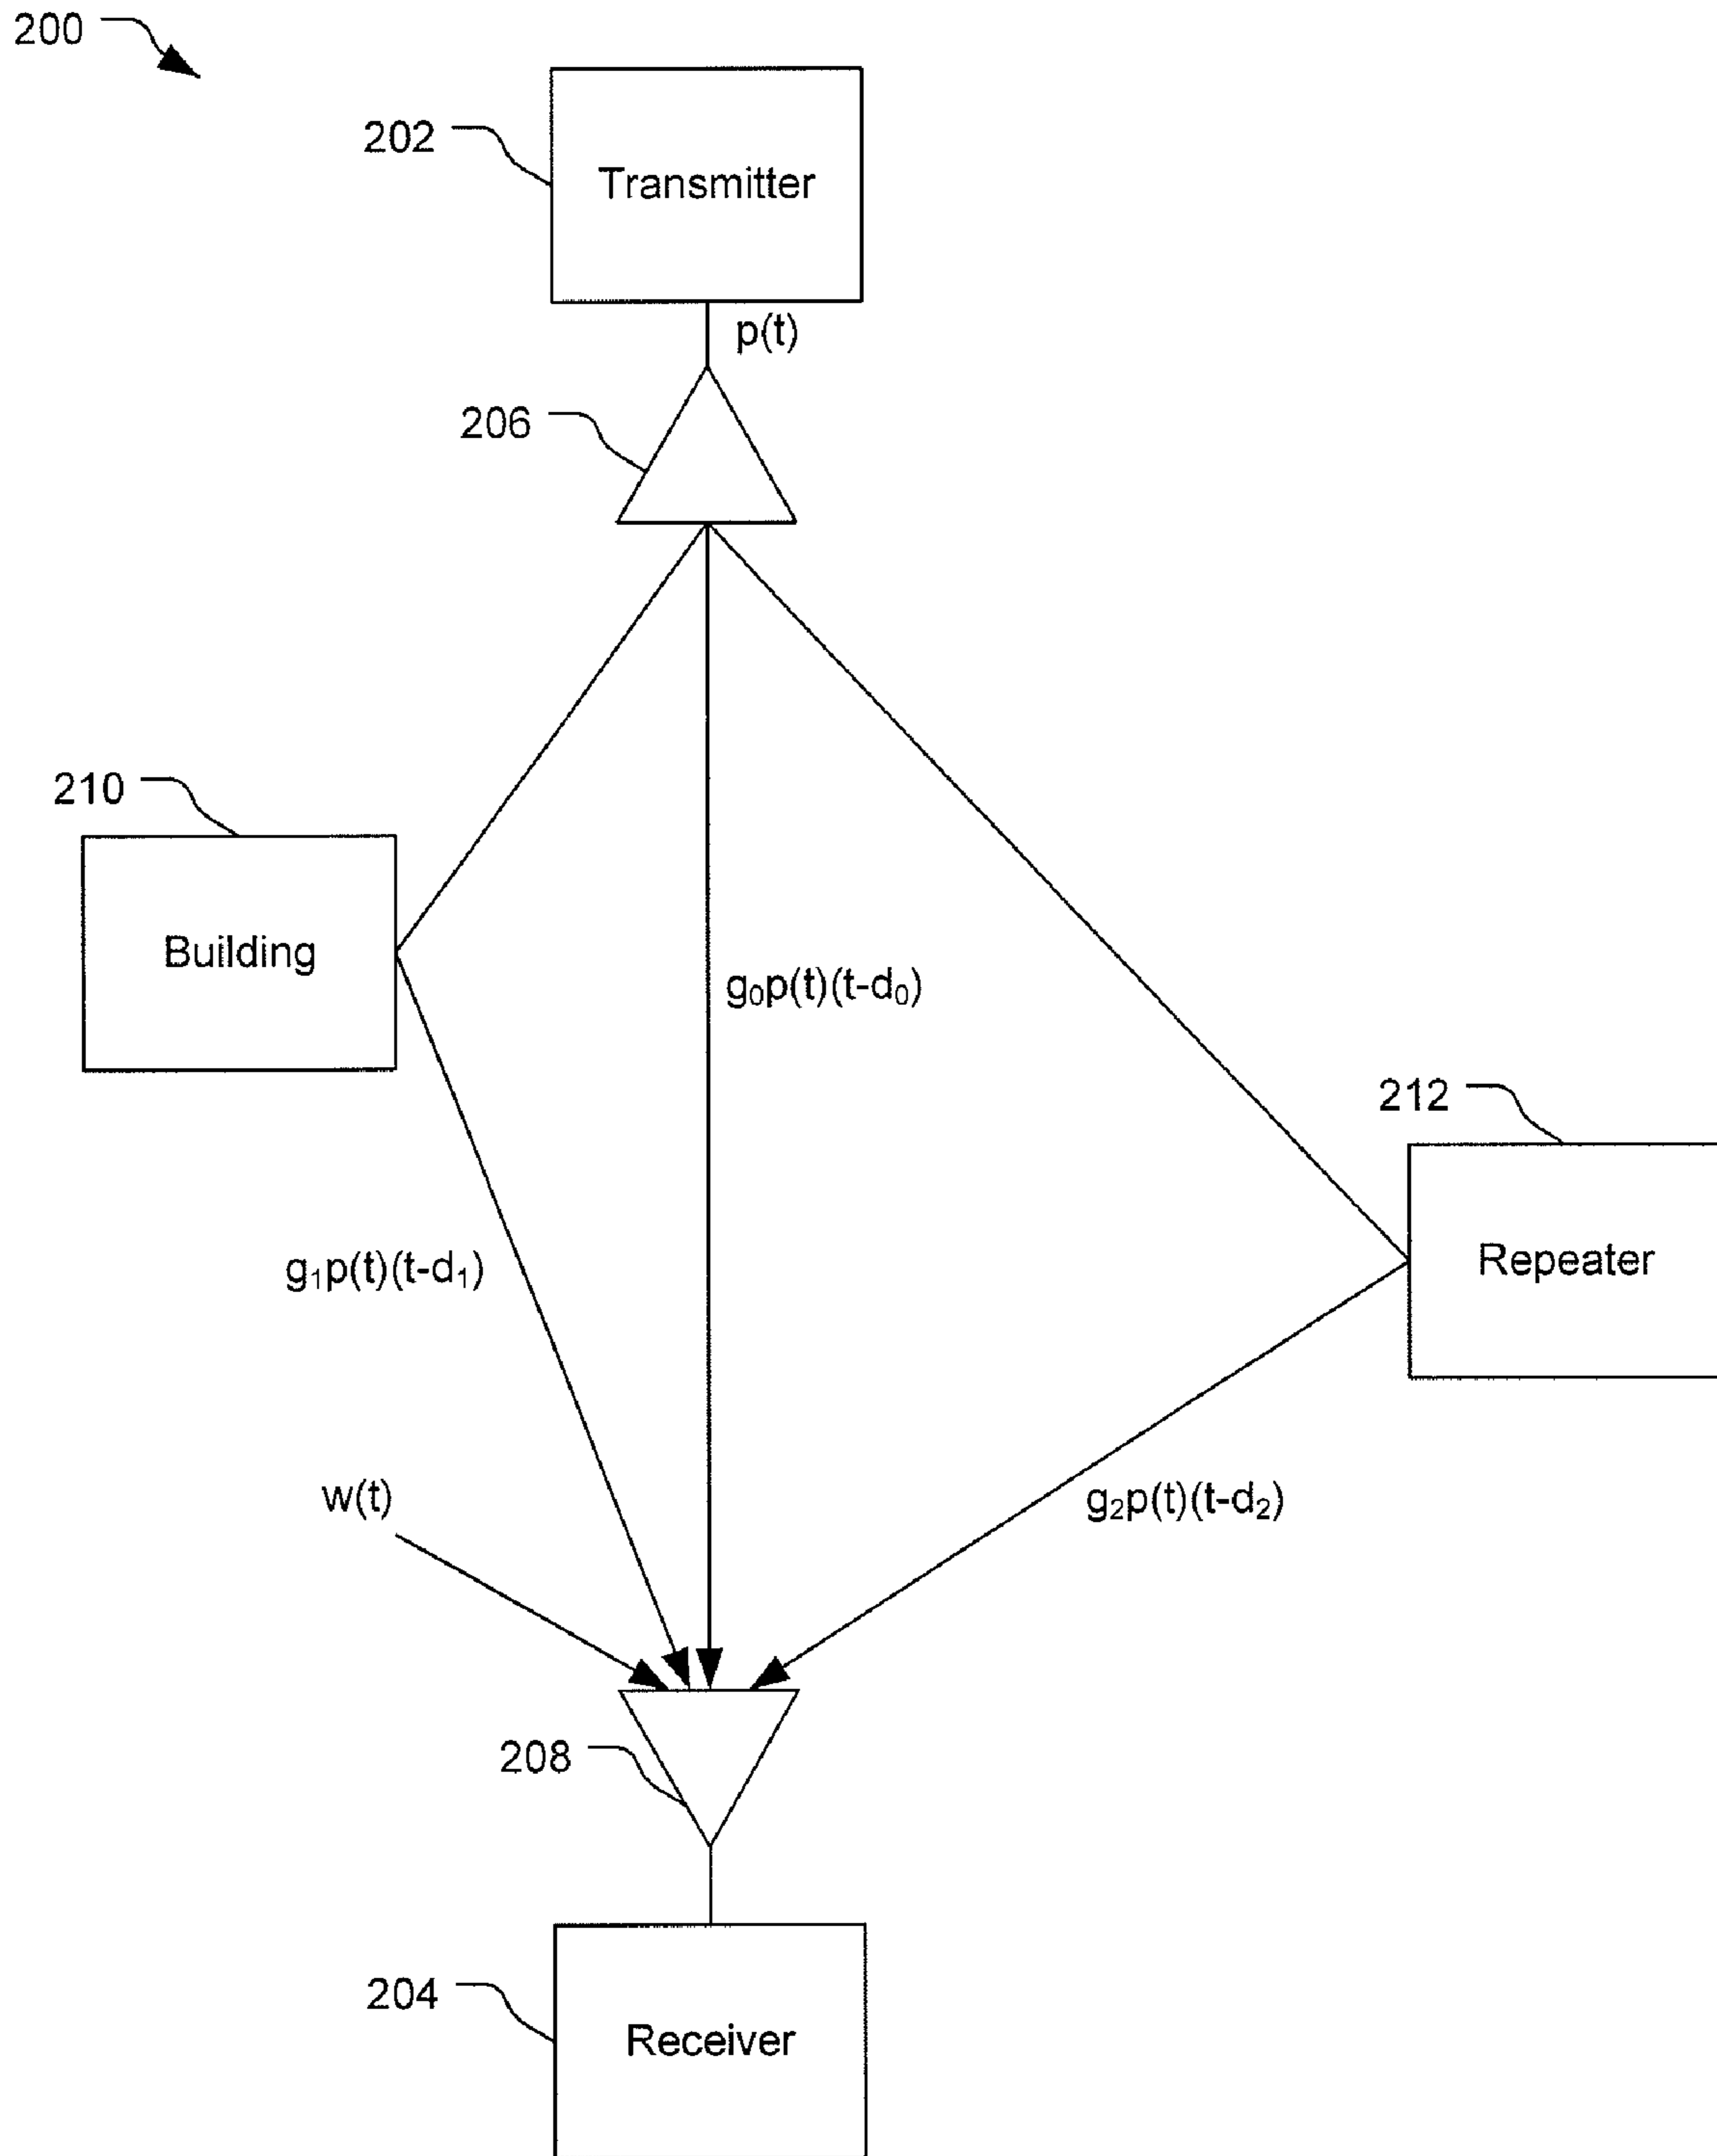 200
202
Transmitter
p(t)
206
210
Building
g₀p(t)(t-d₀)
212
Repeater
g₁p(t)(t-d₁)
w(t)
g₂p(t)(t-d₂)
208
204
Receiver